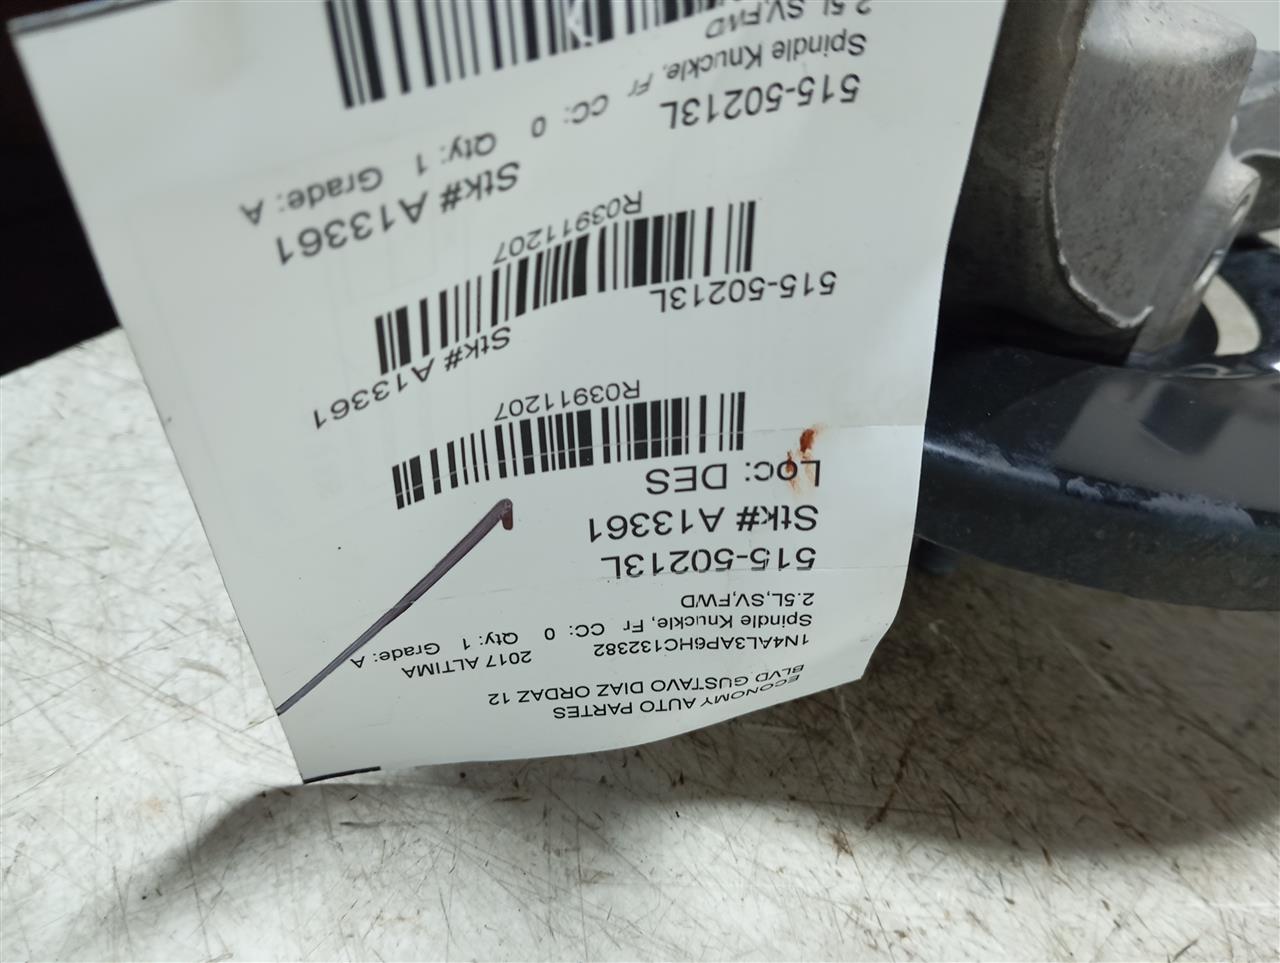 ECONOMY AUTO PARTES
BLVD GUSTAVO DIAZ ORDAZ 12
1N4AL3AP6HC132382 2017 ALTIMA
Spindle Knuckle, Fr CC: 0 Qty: 1 Grade: A
2.5L,SV,FWD
515-50213L
Stk# A13361
Loc: DES
R03911207
515-50213L Stk# A13361
R03911207
515-50213L Stk# A13361
Spindle Knuckle, Fr CC: 0 Qty: 1 Grade: A
2.5L,SV,FWD